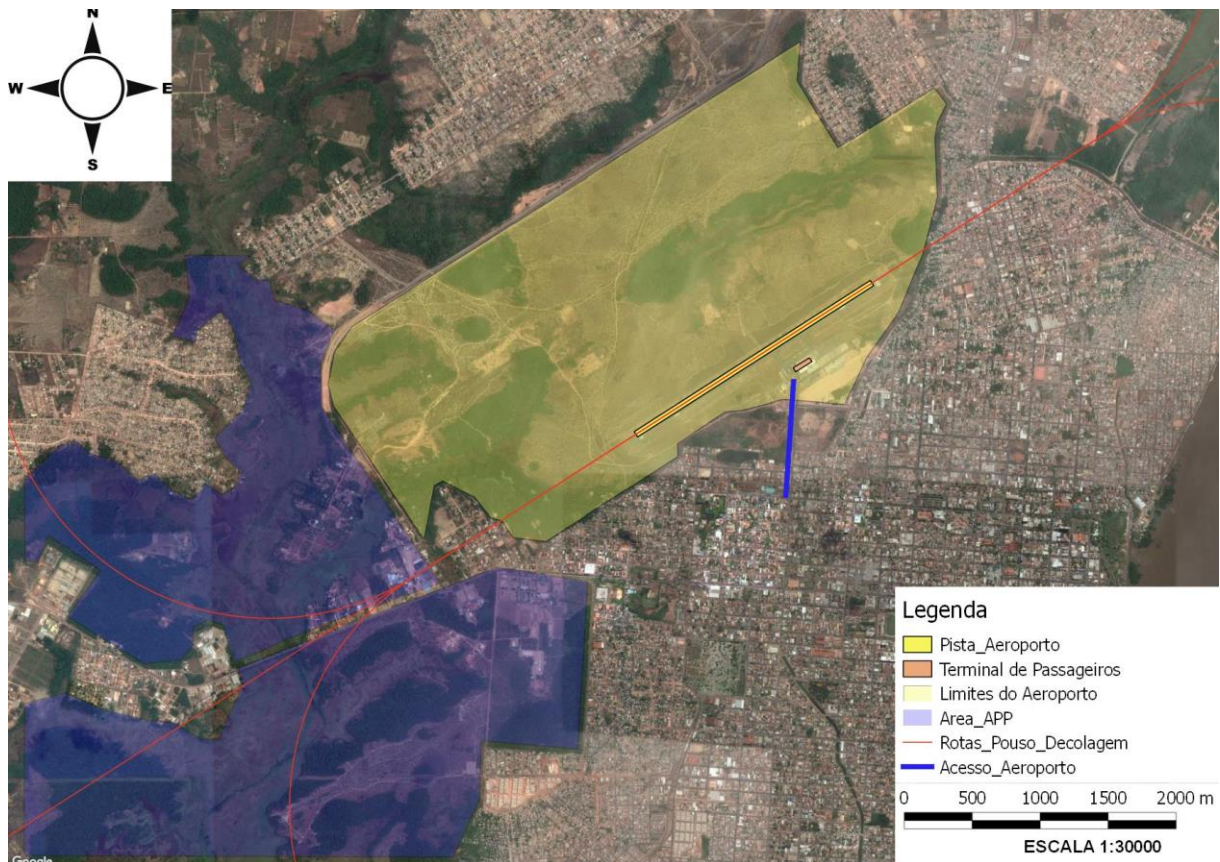 N
W E
S
Legenda
Pista_Aeroporto
Terminal de Passageiros
Limites do Aeroporto
Area_APP
Rotas_Pouso_Decolagem
Acesso_Aeroporto
0 500 1000 1500 2000 m
ESCALA 1:30000
Google